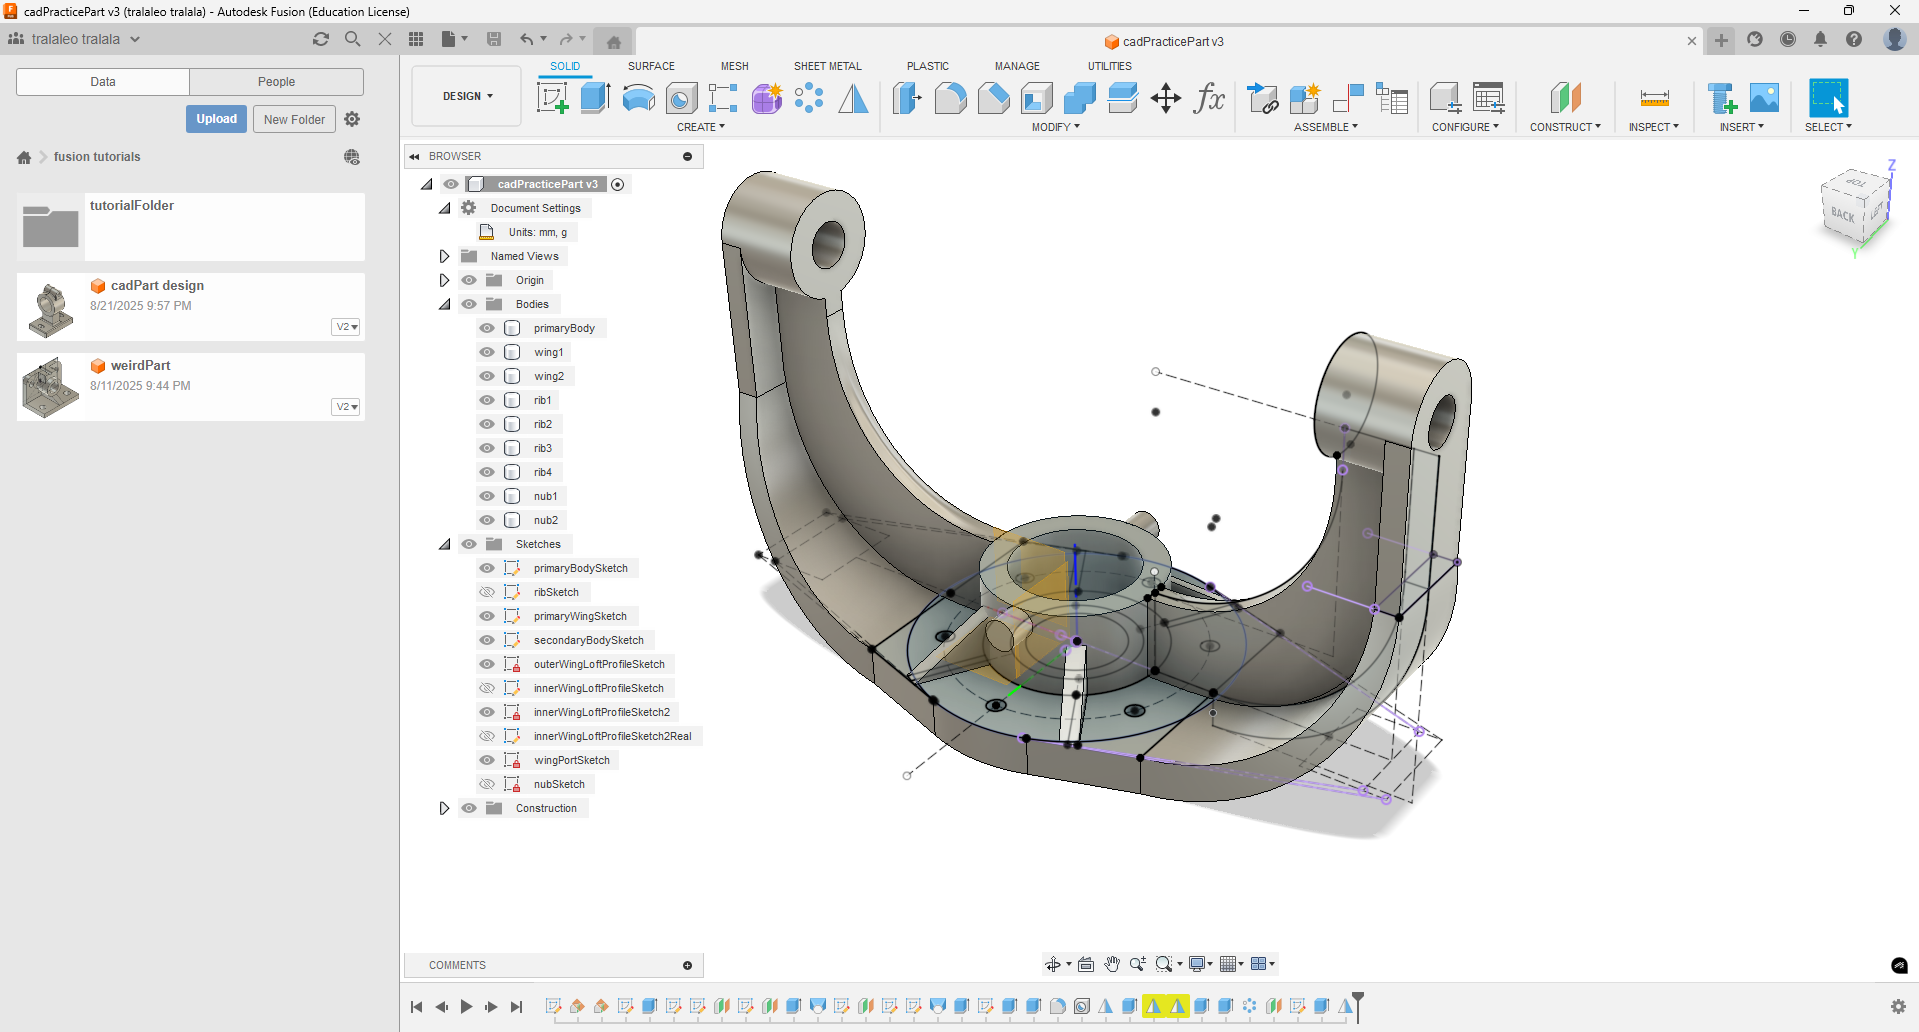 cadPracticePart v3 (tralaleo tralala) - Autodesk Fusion (Education License)
tralaleo tralala
cadPracticePart v3
Data
People
Upload
New Folder
fusion tutorials
tutorialFolder
cadPart design
8/21/2025 9:57 PM
V2
weirdPart
8/11/2025 9:44 PM
V2
DESIGN
SOLID
SURFACE
MESH
SHEET METAL
PLASTIC
MANAGE
UTILITIES
CREATE
MODIFY
ASSEMBLE
CONFIGURE
CONSTRUCT
INSPECT
INSERT
SELECT
BROWSER
cadPracticePart v3
Document Settings
Units: mm, g
Named Views
Origin
Bodies
primaryBody
wing1
wing2
rib1
rib2
rib3
rib4
nub1
nub2
Sketches
primaryBodySketch
ribSketch
primaryWingSketch
secondaryBodySketch
outerWingLoftProfileSketch
innerWingLoftProfileSketch
innerWingLoftProfileSketch2
innerWingLoftProfileSketch2Real
wingPortSketch
nubSketch
Construction
TOP
BACK
LEFT
Z
Y
COMMENTS